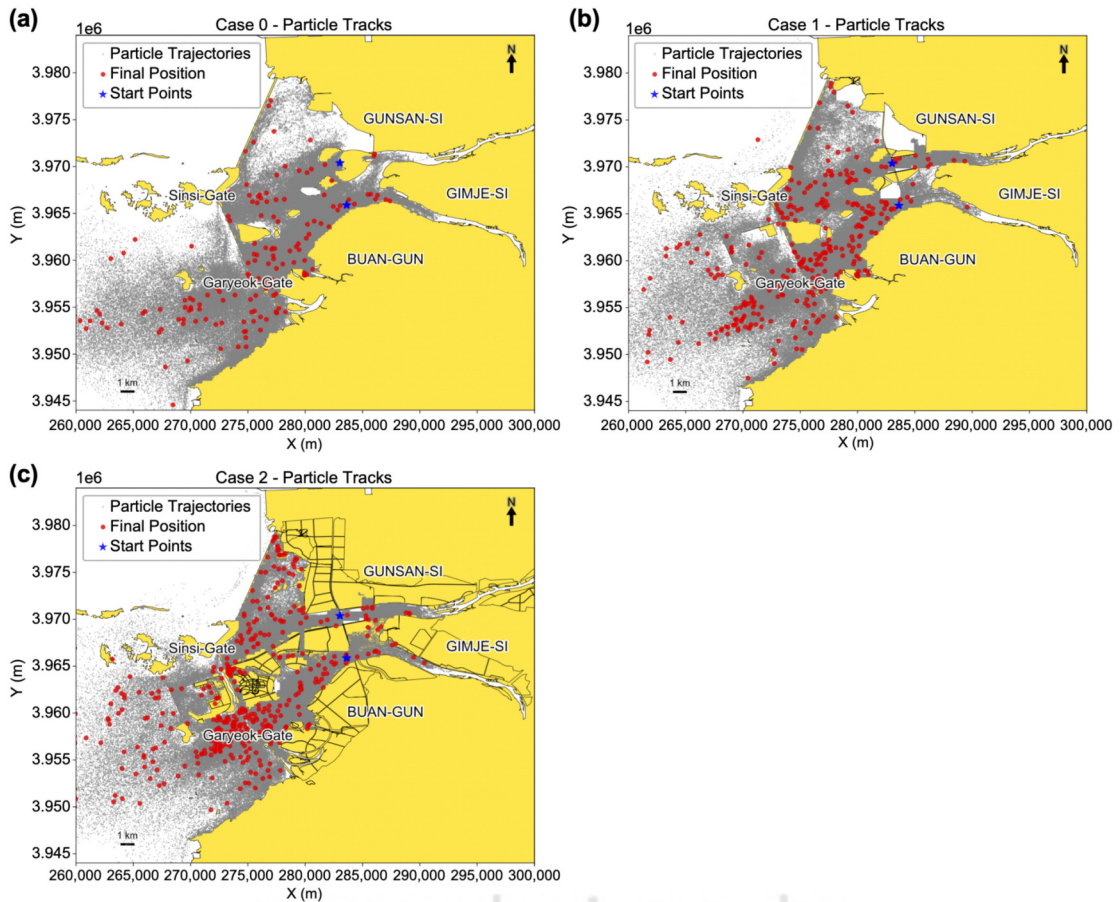 (a)
Case 0 - Particle Tracks
1e6
Particle Trajectories
Final Position
Start Points
N
GUNSAN-SI
GIMJE-SI
Sinsi-Gate
BUAN-GUN
Garyeok-Gate
1 km
3.980
3.975
3.970
3.965
3.960
3.955
3.950
3.944
Y (m)
260,000 265,000 270,000 275,000 280,000 285,000 290,000 295,000 300,000
X (m)
(b)
Case 1 - Particle Tracks
1e6
Particle Trajectories
Final Position
Start Points
N
GUNSAN-SI
GIMJE-SI
Sinsi-Gate
BUAN-GUN
Garyeok-Gate
1 km
3.980
3.975
3.970
3.965
3.960
3.955
3.950
3.944
Y (m)
260,000 265,000 270,000 275,000 280,000 285,000 290,000 295,000 300,000
X (m)
(c)
Case 2 - Particle Tracks
1e6
Particle Trajectories
Final Position
Start Points
N
GUNSAN-SI
GIMJE-SI
Sinsi-Gate
BUAN-GUN
Garyeok-Gate
1 km
3.980
3.975
3.970
3.965
3.960
3.955
3.950
3.944
Y (m)
260,000 265,000 270,000 275,000 280,000 285,000 290,000 295,000 300,000
X (m)